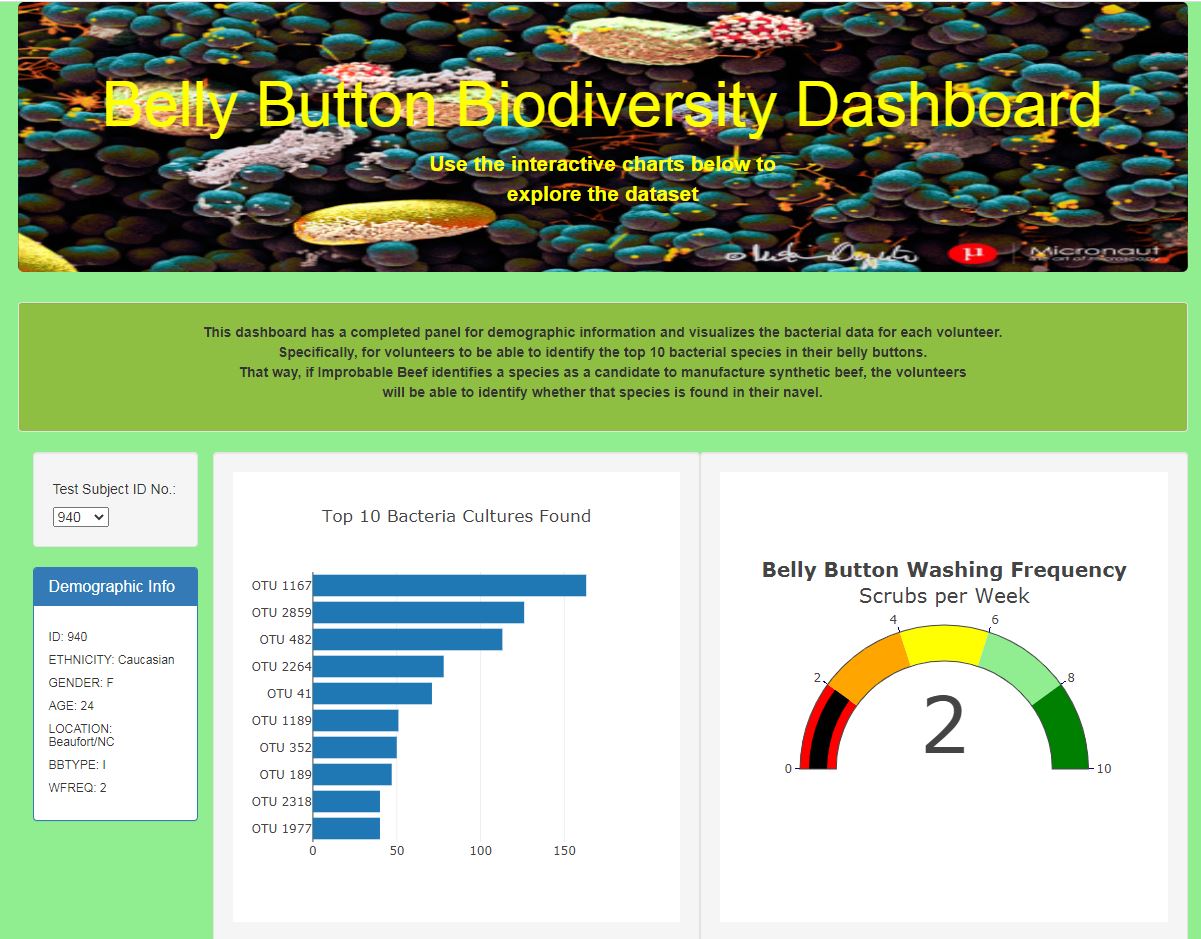 Belly Button Biodiversity Dashboard
Use the interactive charts below to
explore the dataset
µ
Micronaut
This dashboard has a completed panel for demographic information and visualizes the bacterial data for each volunteer.
Specifically, for volunteers to be able to identify the top 10 bacterial species in their belly buttons.
That way, if Improbable Beef identifies a species as a candidate to manufacture synthetic beef, the volunteers
will be able to identify whether that species is found in their navel.
Test Subject ID No.:
940
Demographic Info
ID: 940
ETHNICITY: Caucasian
GENDER: F
AGE: 24
LOCATION:
Beaufort/NC
BBTYPE: I
WFREQ: 2
Top 10 Bacteria Cultures Found
OTU 1167
OTU 2859
OTU 482
OTU 2264
OTU 41
OTU 1189
OTU 352
OTU 189
OTU 2318
OTU 1977
0 50 100 150
Belly Button Washing Frequency
Scrubs per Week
4 6
2 8
2
0 10